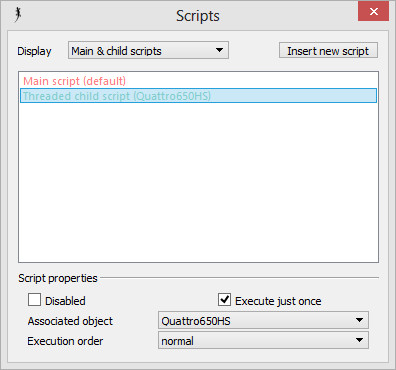 Scripts
Display Main & child scripts Insert new script
Main script (default)
Threaded child script (Quattro650HS)
Script properties
Disabled Execute just once
Associated object Quattro650HS
Execution order normal